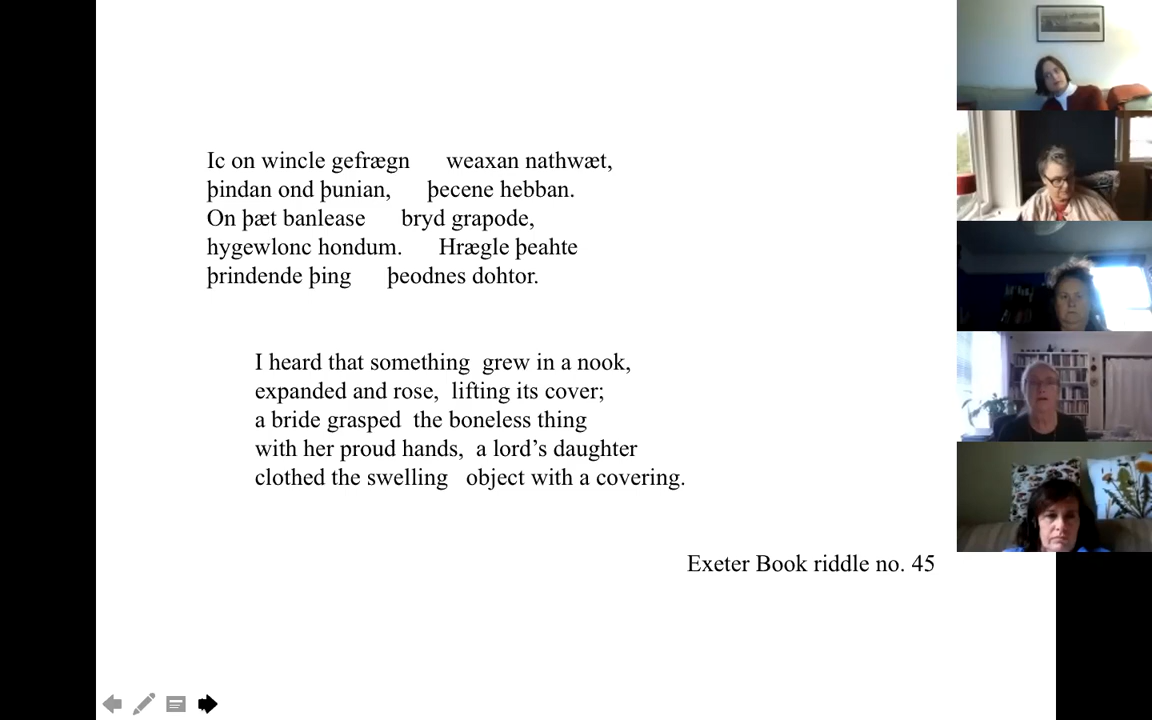 Ic on wincle gefrægn weaxan nathwæt,
þindan ond þunian, þecene hebban.
On þæt banlease bryd grapode,
hygewlonc hondum. Hrægle þeahte
þrindende þing þeodnes dohtor.
I heard that something grew in a nook,
expanded and rose, lifting its cover;
a bride grasped the boneless thing
with her proud hands, a lord’s daughter
clothed the swelling object with a covering.
Exeter Book riddle no. 45